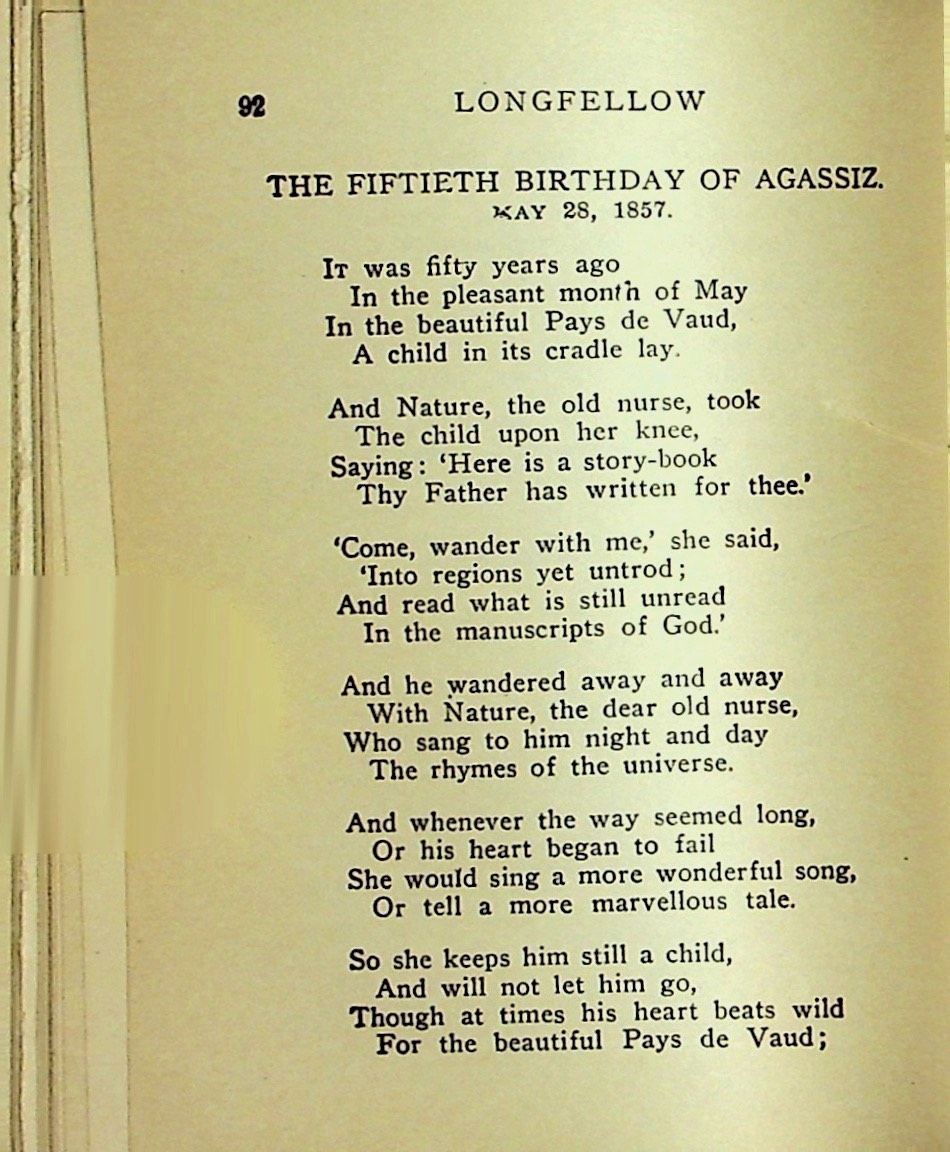 92 LONGFELLOW
THE FIFTIETH BIRTHDAY OF AGASSIZ.
MAY 28, 1857.
IT was fifty years ago
In the pleasant month of May
In the beautiful Pays de Vaud,
A child in its cradle lay.
And Nature, the old nurse, took
The child upon her knee,
Saying: ‘Here is a story-book
Thy Father has written for thee.’
‘Come, wander with me,’ she said,
‘Into regions yet untrod;
And read what is still unread
In the manuscripts of God.’
And he wandered away and away
With Nature, the dear old nurse,
Who sang to him night and day
The rhymes of the universe.
And whenever the way seemed long,
Or his heart began to fail
She would sing a more wonderful song,
Or tell a more marvellous tale.
So she keeps him still a child,
And will not let him go,
Though at times his heart beats wild
For the beautiful Pays de Vaud;